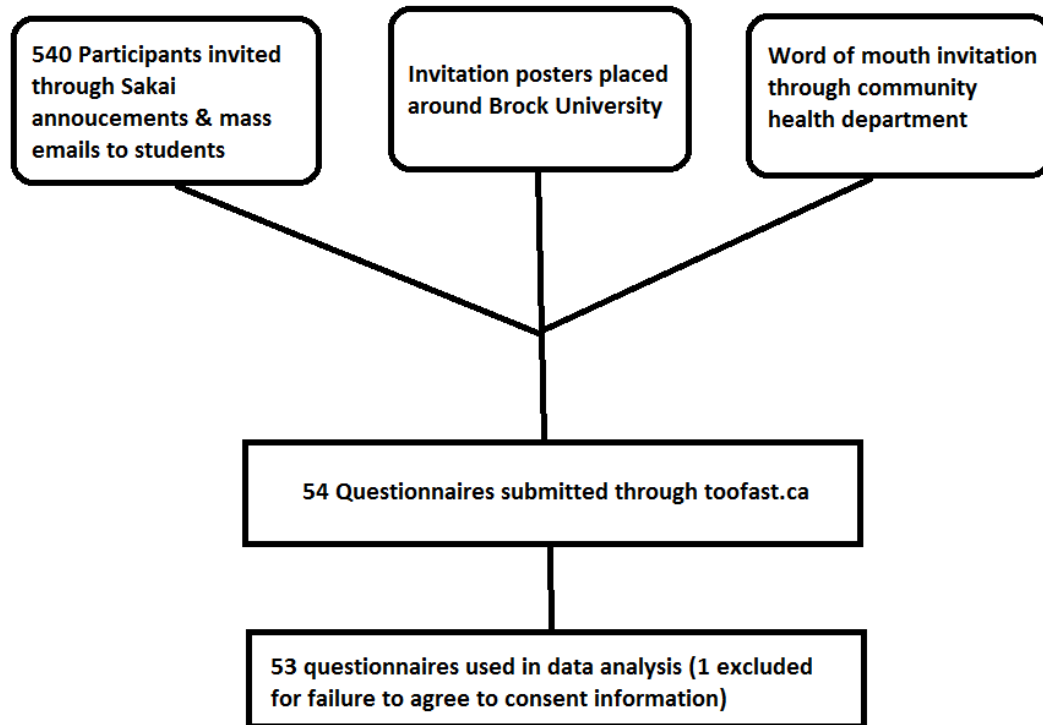 540 Participants invited
through Sakai
annoucements & mass
emails to students
Invitation posters placed
around Brock University
Word of mouth invitation
through community
health department
54 Questionnaires submitted through toofast.ca
53 questionnaires used in data analysis (1 excluded
for failure to agree to consent information)